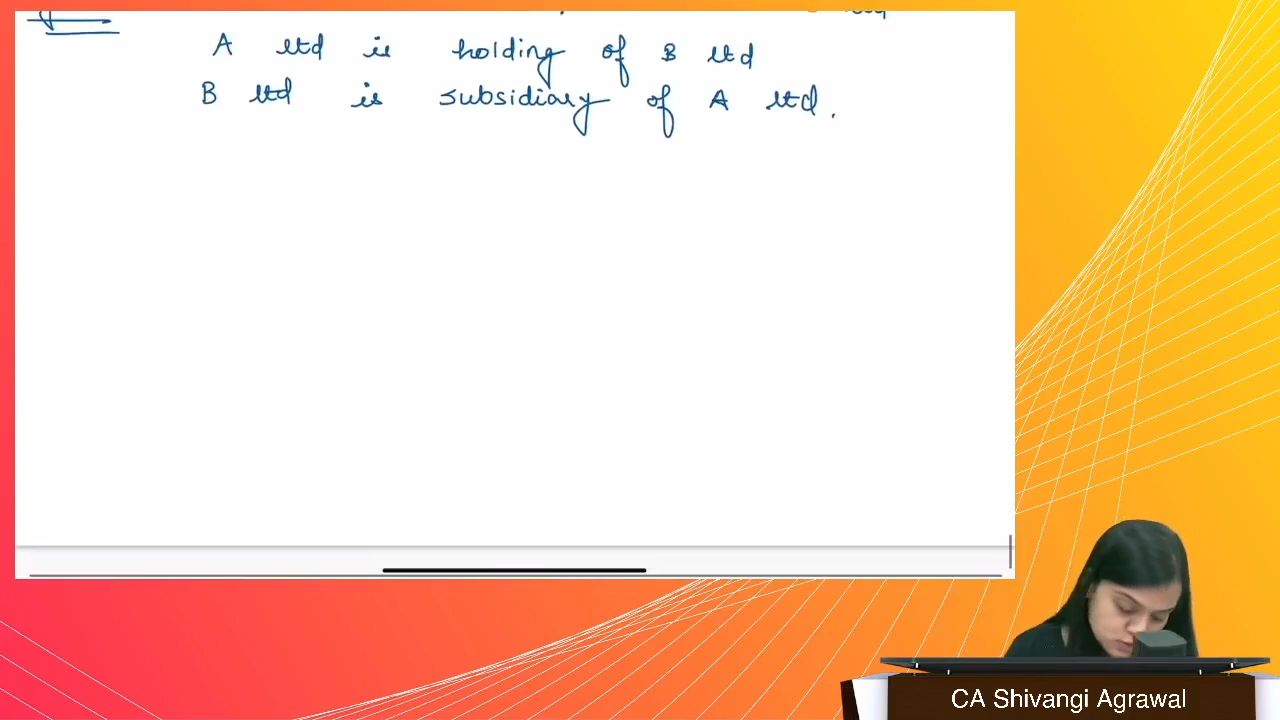 A ltd is holding of B ltd
B ltd is subsidiary of A ltd.
CA Shivangi Agrawal